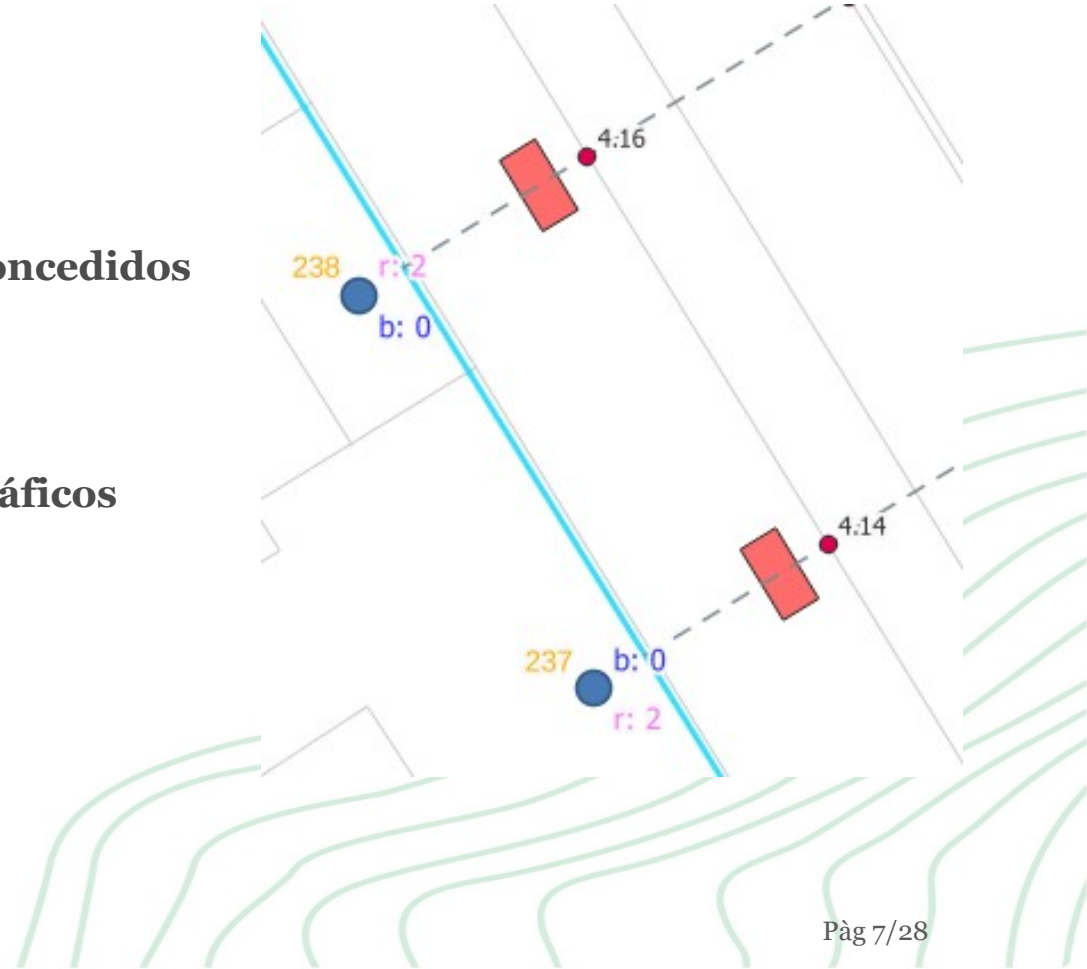 4.16
oncedidos
238 r: 2
b: 0
áficos
4.14
237 b: 0
r: 2
Pàg 7/28